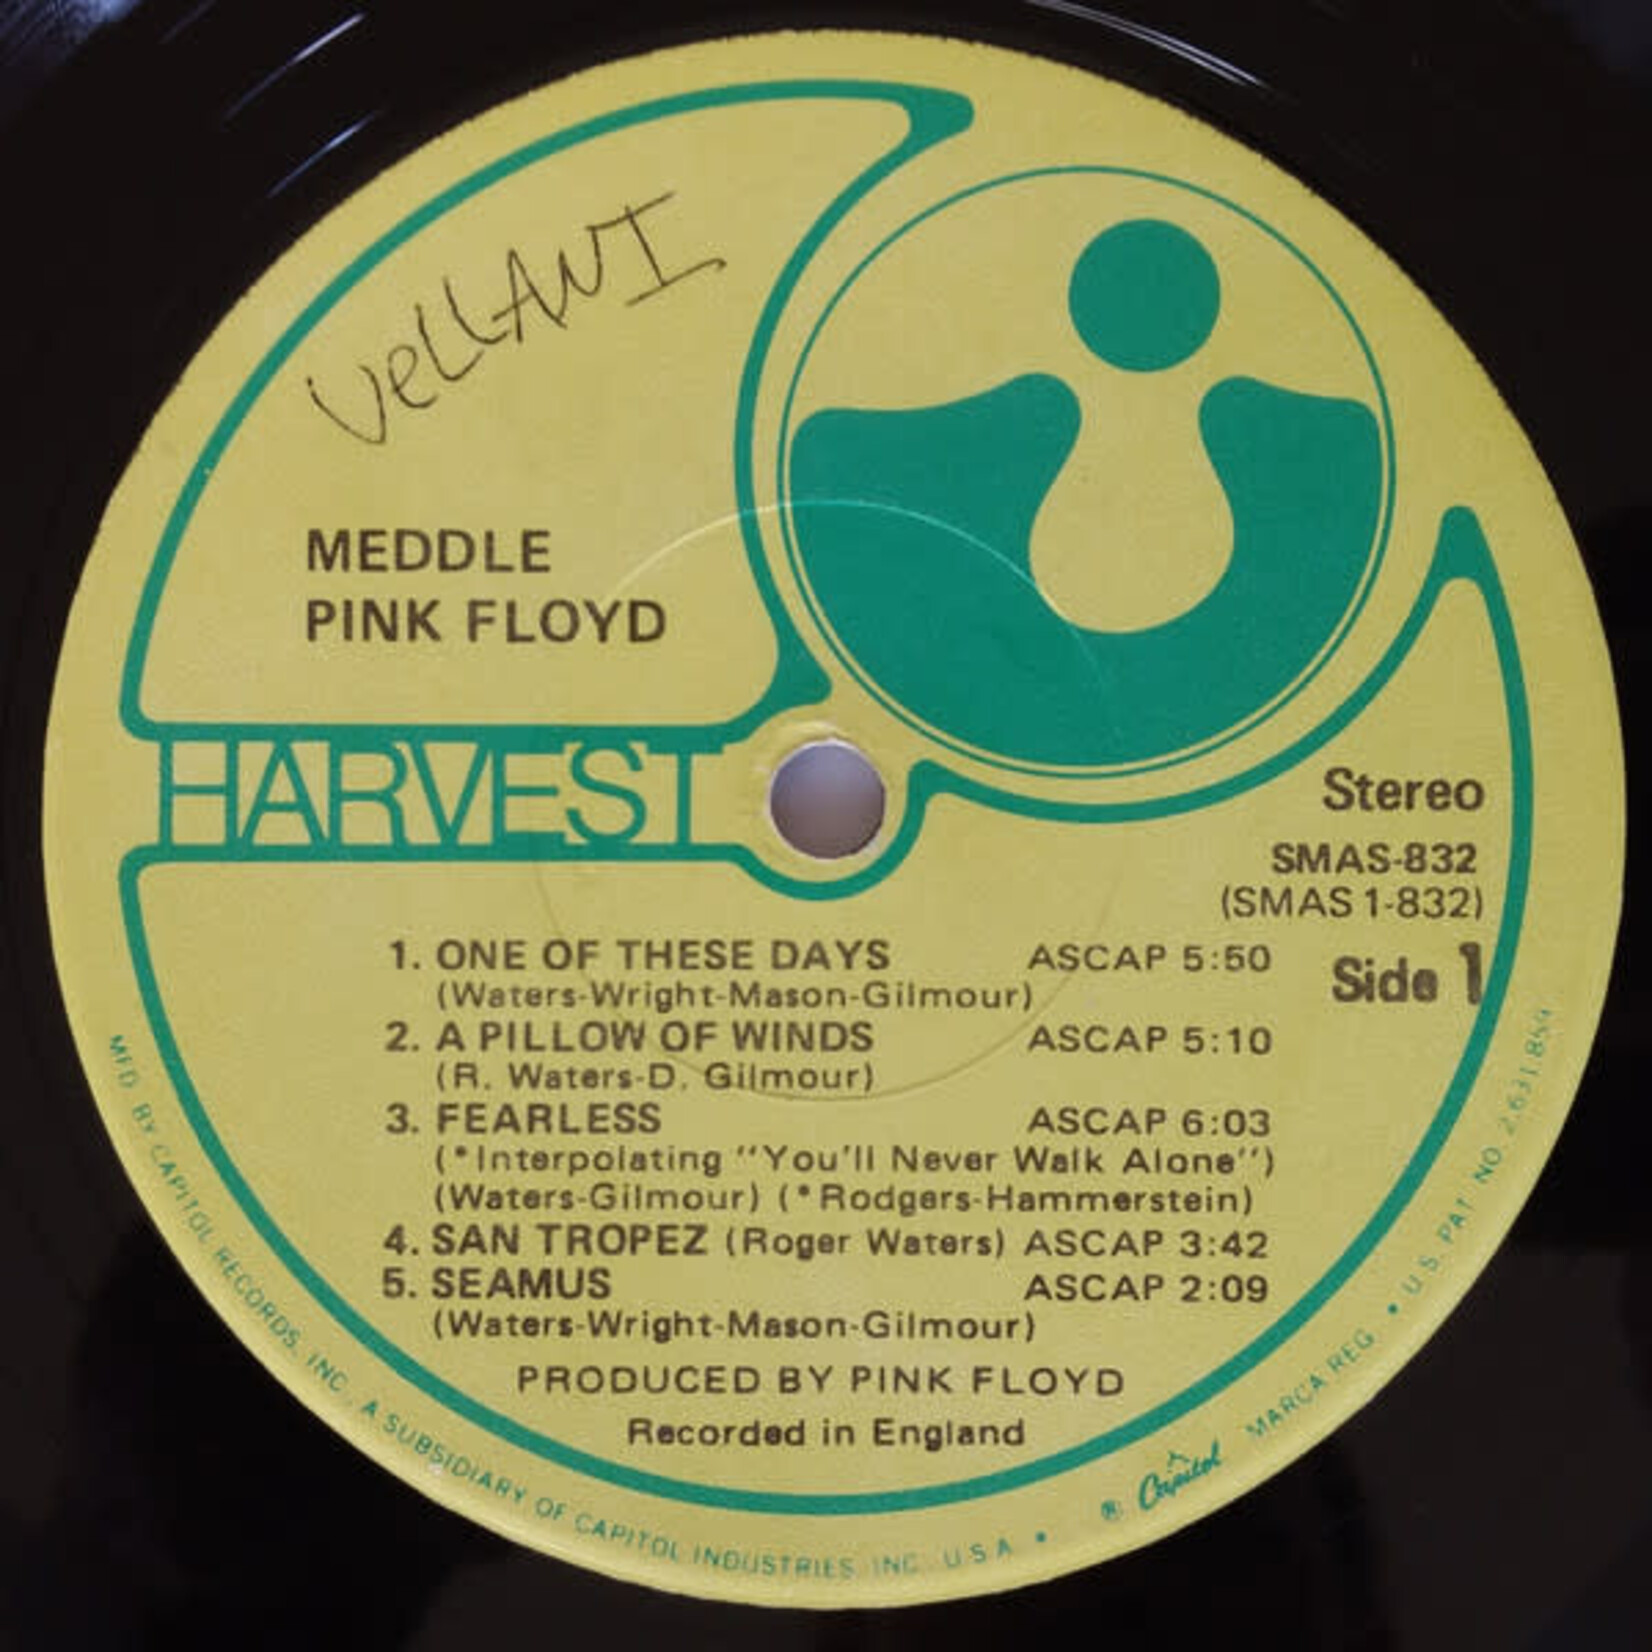 VeLLANI
MEDDLE
PINK FLOYD
HARVEST
Stereo
SMAS-832
(SMAS 1-832)
Side 1
1. ONE OF THESE DAYS ASCAP 5:50
(Waters-Wright-Mason-Gilmour)
2. A PILLOW OF WINDS ASCAP 5:10
(R. Waters-D. Gilmour)
3. FEARLESS ASCAP 6:03
(*Interpolating "You'll Never Walk Alone")
(Waters-Gilmour) (*Rodgers-Hammerstein)
4. SAN TROPEZ (Roger Waters) ASCAP 3:42
5. SEAMUS ASCAP 2:09
(Waters-Wright-Mason-Gilmour)
PRODUCED BY PINK FLOYD
Recorded in England
MFD. BY CAPITOL RECORDS, INC. A SUBSIDIARY OF CAPITOL INDUSTRIES, INC. U.S.A. • ® Capitol MARCA REG. • U.S. PAT. NO. 2,631,859